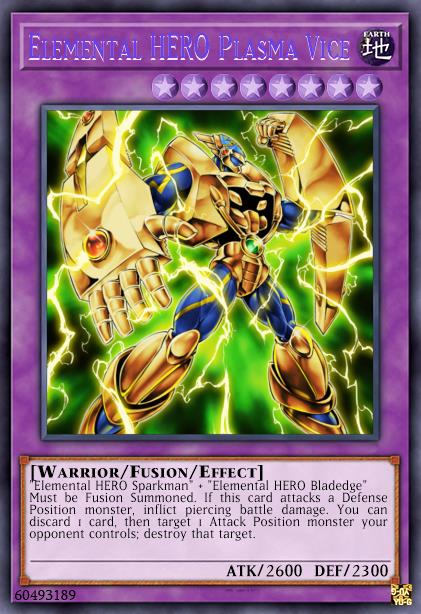 Elemental HERO Plasma Vice
EARTH
地
[Warrior/Fusion/Effect]
"Elemental HERO Sparkman" + "Elemental HERO Bladedge"
Must be Fusion Summoned. If this card attacks a Defense
Position monster, inflict piercing battle damage. You can
discard 1 card, then target 1 Attack Position monster your
opponent controls; destroy that target.
ATK/2600 DEF/2300
60493189